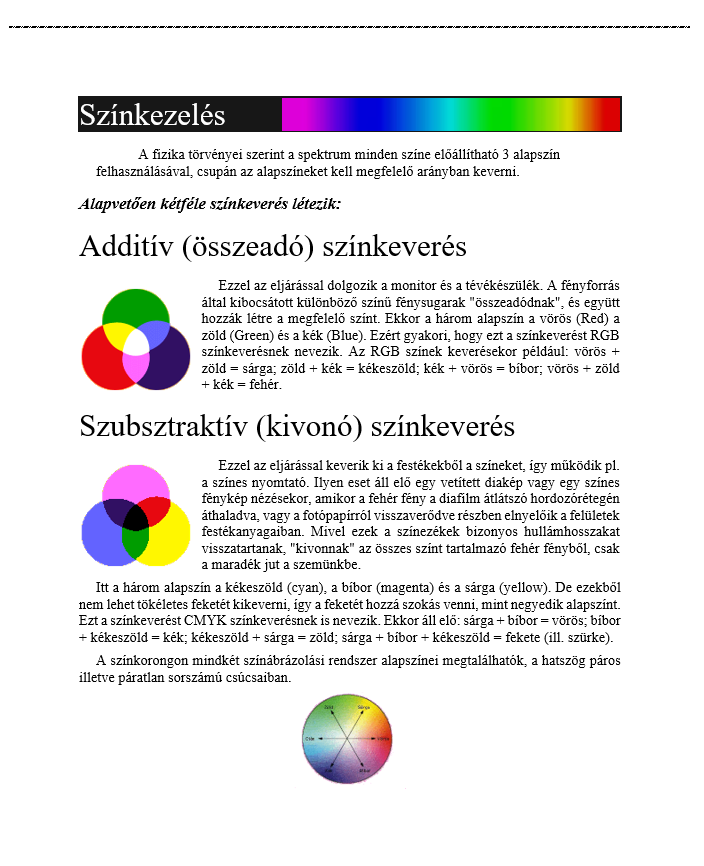 Színkezelés
A fizika törvényei szerint a spektrum minden színe előállítható 3 alapszín
felhasználásával, csupán az alapszíneket kell megfelelő arányban keverni.
Alapvetően kétféle színkeverés létezik:
Additív (összeadó) színkeverés
Ezzel az eljárással dolgozik a monitor és a tévékészülék. A fényforrás
által kibocsátott különböző színű fénysugarak "összeadódnak", és együtt
hozzák létre a megfelelő színt. Ekkor a három alapszín a vörös (Red) a
zöld (Green) és a kék (Blue). Ezért gyakori, hogy ezt a színkeverést RGB
színkeverésnek nevezik. Az RGB színek keverésekor például: vörös +
zöld = sárga; zöld + kék = kékeszöld; kék + vörös = bíbor; vörös + zöld
+ kék = fehér.
Szubsztraktív (kivonó) színkeverés
Ezzel az eljárással keverik ki a festékekből a színeket, így működik pl.
a színes nyomtató. Ilyen eset áll elő egy vetített diakép vagy egy színes
fénykép nézésekor, amikor a fehér fény a diafilm átlátszó hordozórétegén
áthaladva, vagy a fotópapírról visszaverődve részben elnyelőik a felületek
festékanyagaiban. Mivel ezek a színezékek bizonyos hullámhosszakat
visszatartanak, "kivonnak" az összes színt tartalmazó fehér fényből, csak
a maradék jut a szemünkbe.
Itt a három alapszín a kékeszöld (cyan), a bíbor (magenta) és a sárga (yellow). De ezekből
nem lehet tökéletes feketét kikeverni, így a feketét hozzá szokás venni, mint negyedik alapszínt.
Ezt a színkeverést CMYK színkeverésnek is nevezik. Ekkor áll elő: sárga + bíbor = vörös; bíbor
+ kékeszöld = kék; kékeszöld + sárga = zöld; sárga + bíbor + kékeszöld = fekete (ill. szürke).
A színkorongon mindkét színábrázolási rendszer alapszínei megtalálhatók, a hatszög páros
illetve páratlan sorszámú csúcsaiban.
Sárga